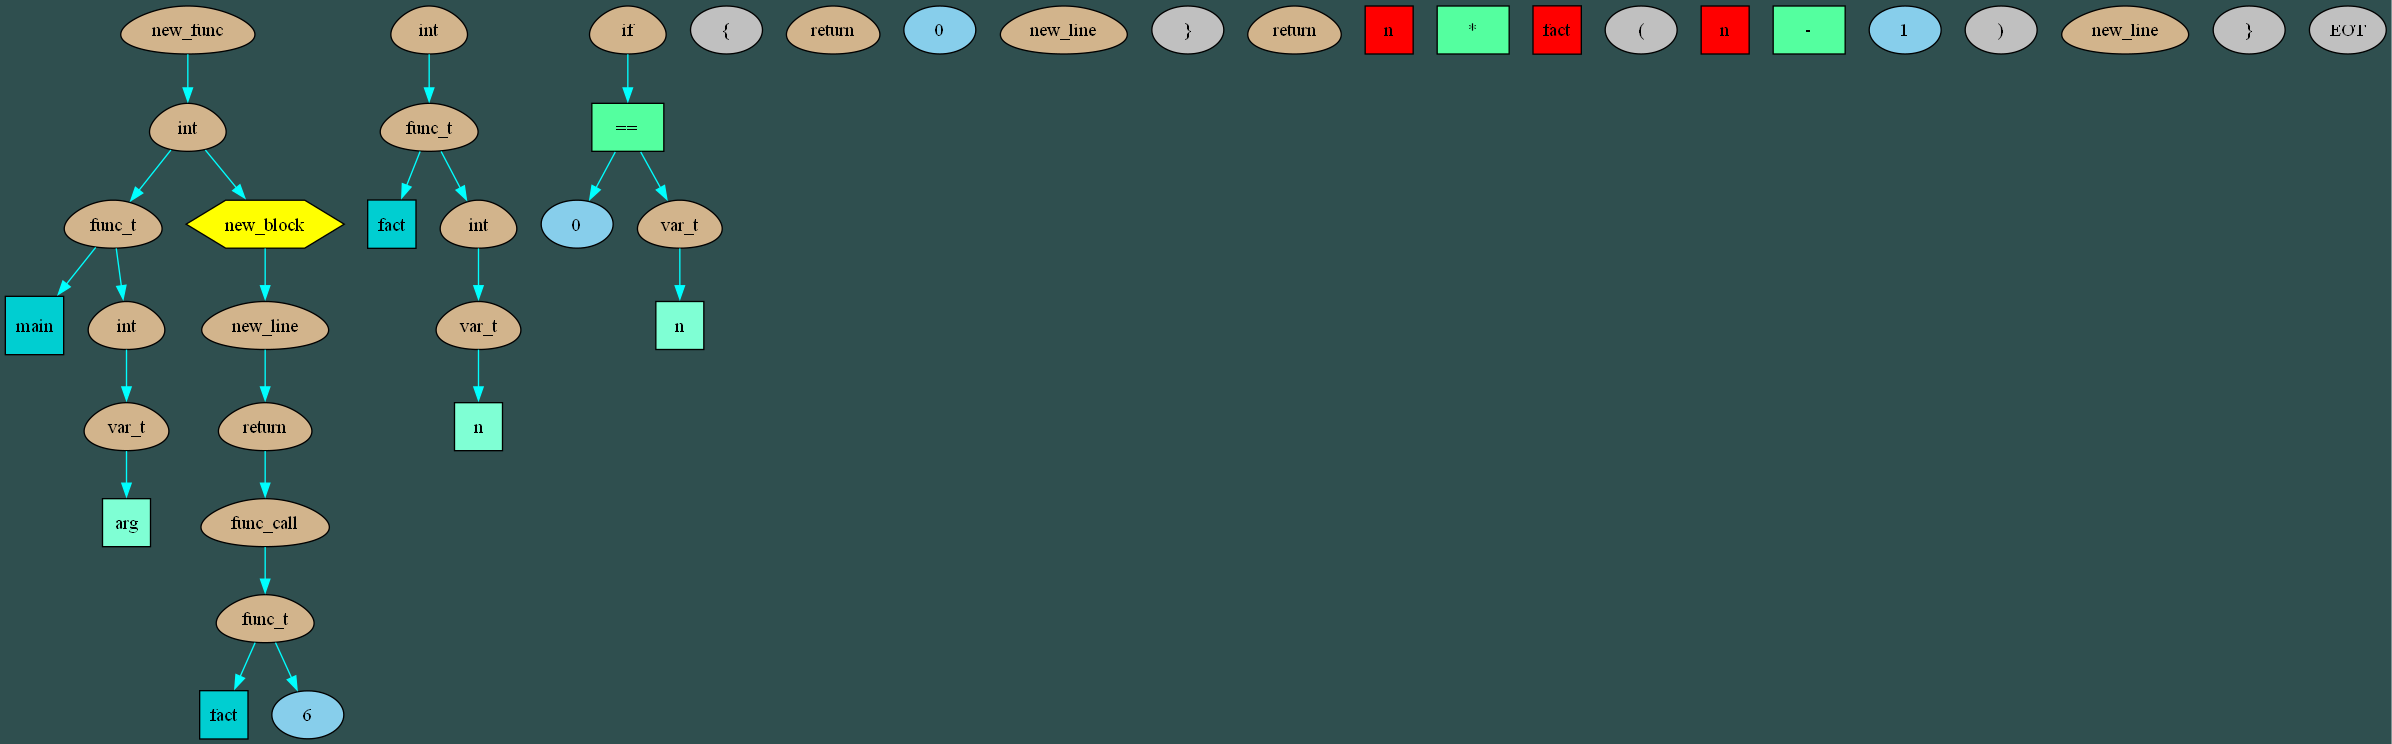 new_func int if { return 0 new_line } return n * fact ( n - 1 ) new_line } EOT
int func_t ==
func_t new_block fact int 0 var_t
main int new_line var_t n
var_t return n
arg func_call
func_t
fact 6